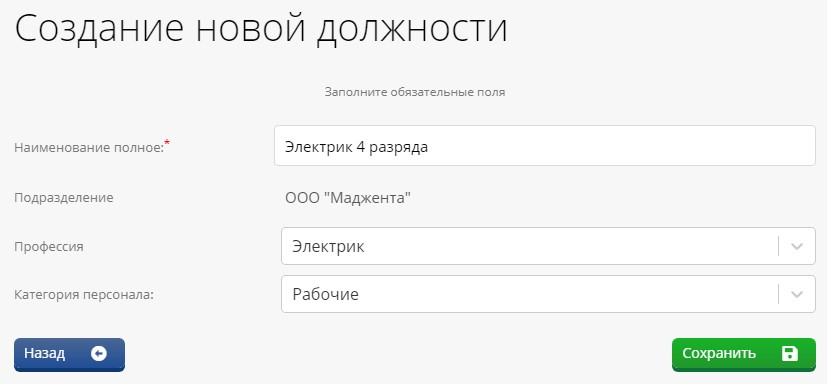 Создание новой должности
Заполните обязательные поля
Наименование полное:* Электрик 4 разряда
Подразделение ООО "Маджента"
Профессия Электрик
Категория персонала: Рабочие
Назад Сохранить